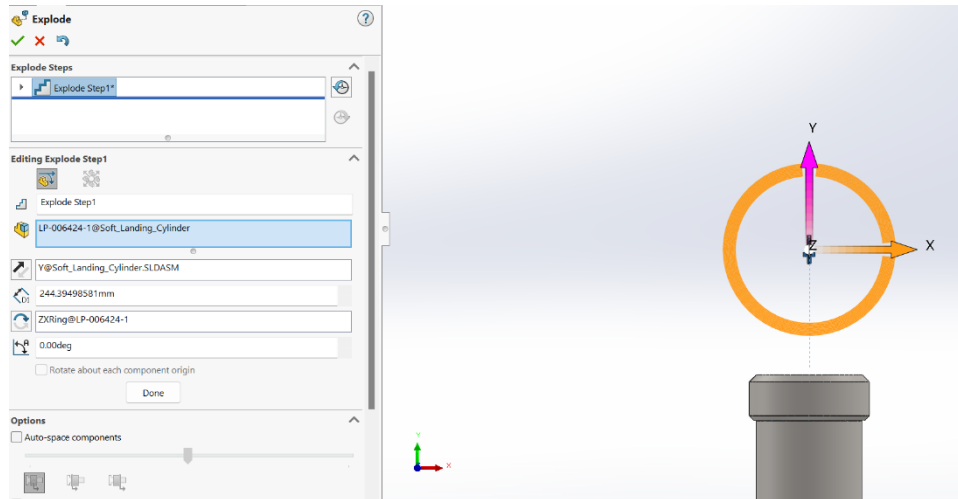 Explode
Explode Steps
Explode Step1*
Editing Explode Step1
Explode Step1
LP-006424-1@Soft_Landing_Cylinder
Y@Soft_Landing_Cylinder.SLDASM
D1
244.39498581mm
ZXRing@LP-006424-1
A
0.00deg
Rotate about each component origin
Done
Options
Auto-space components
Y
Z
X
Y
X